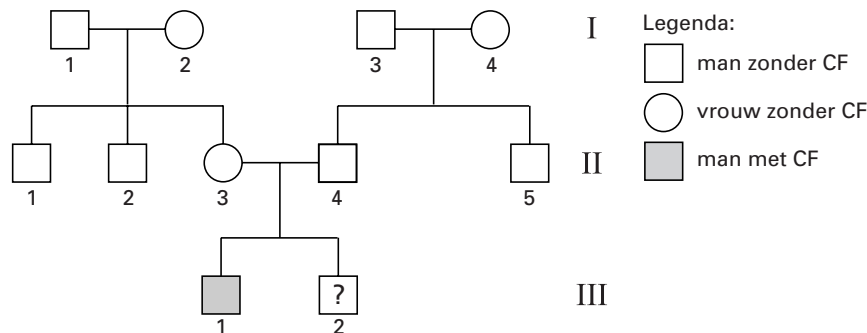 I
Legenda:
1 2 3 4
man zonder CF
vrouw zonder CF
man met CF
1 2 3 4 5
II
?
1 2
III